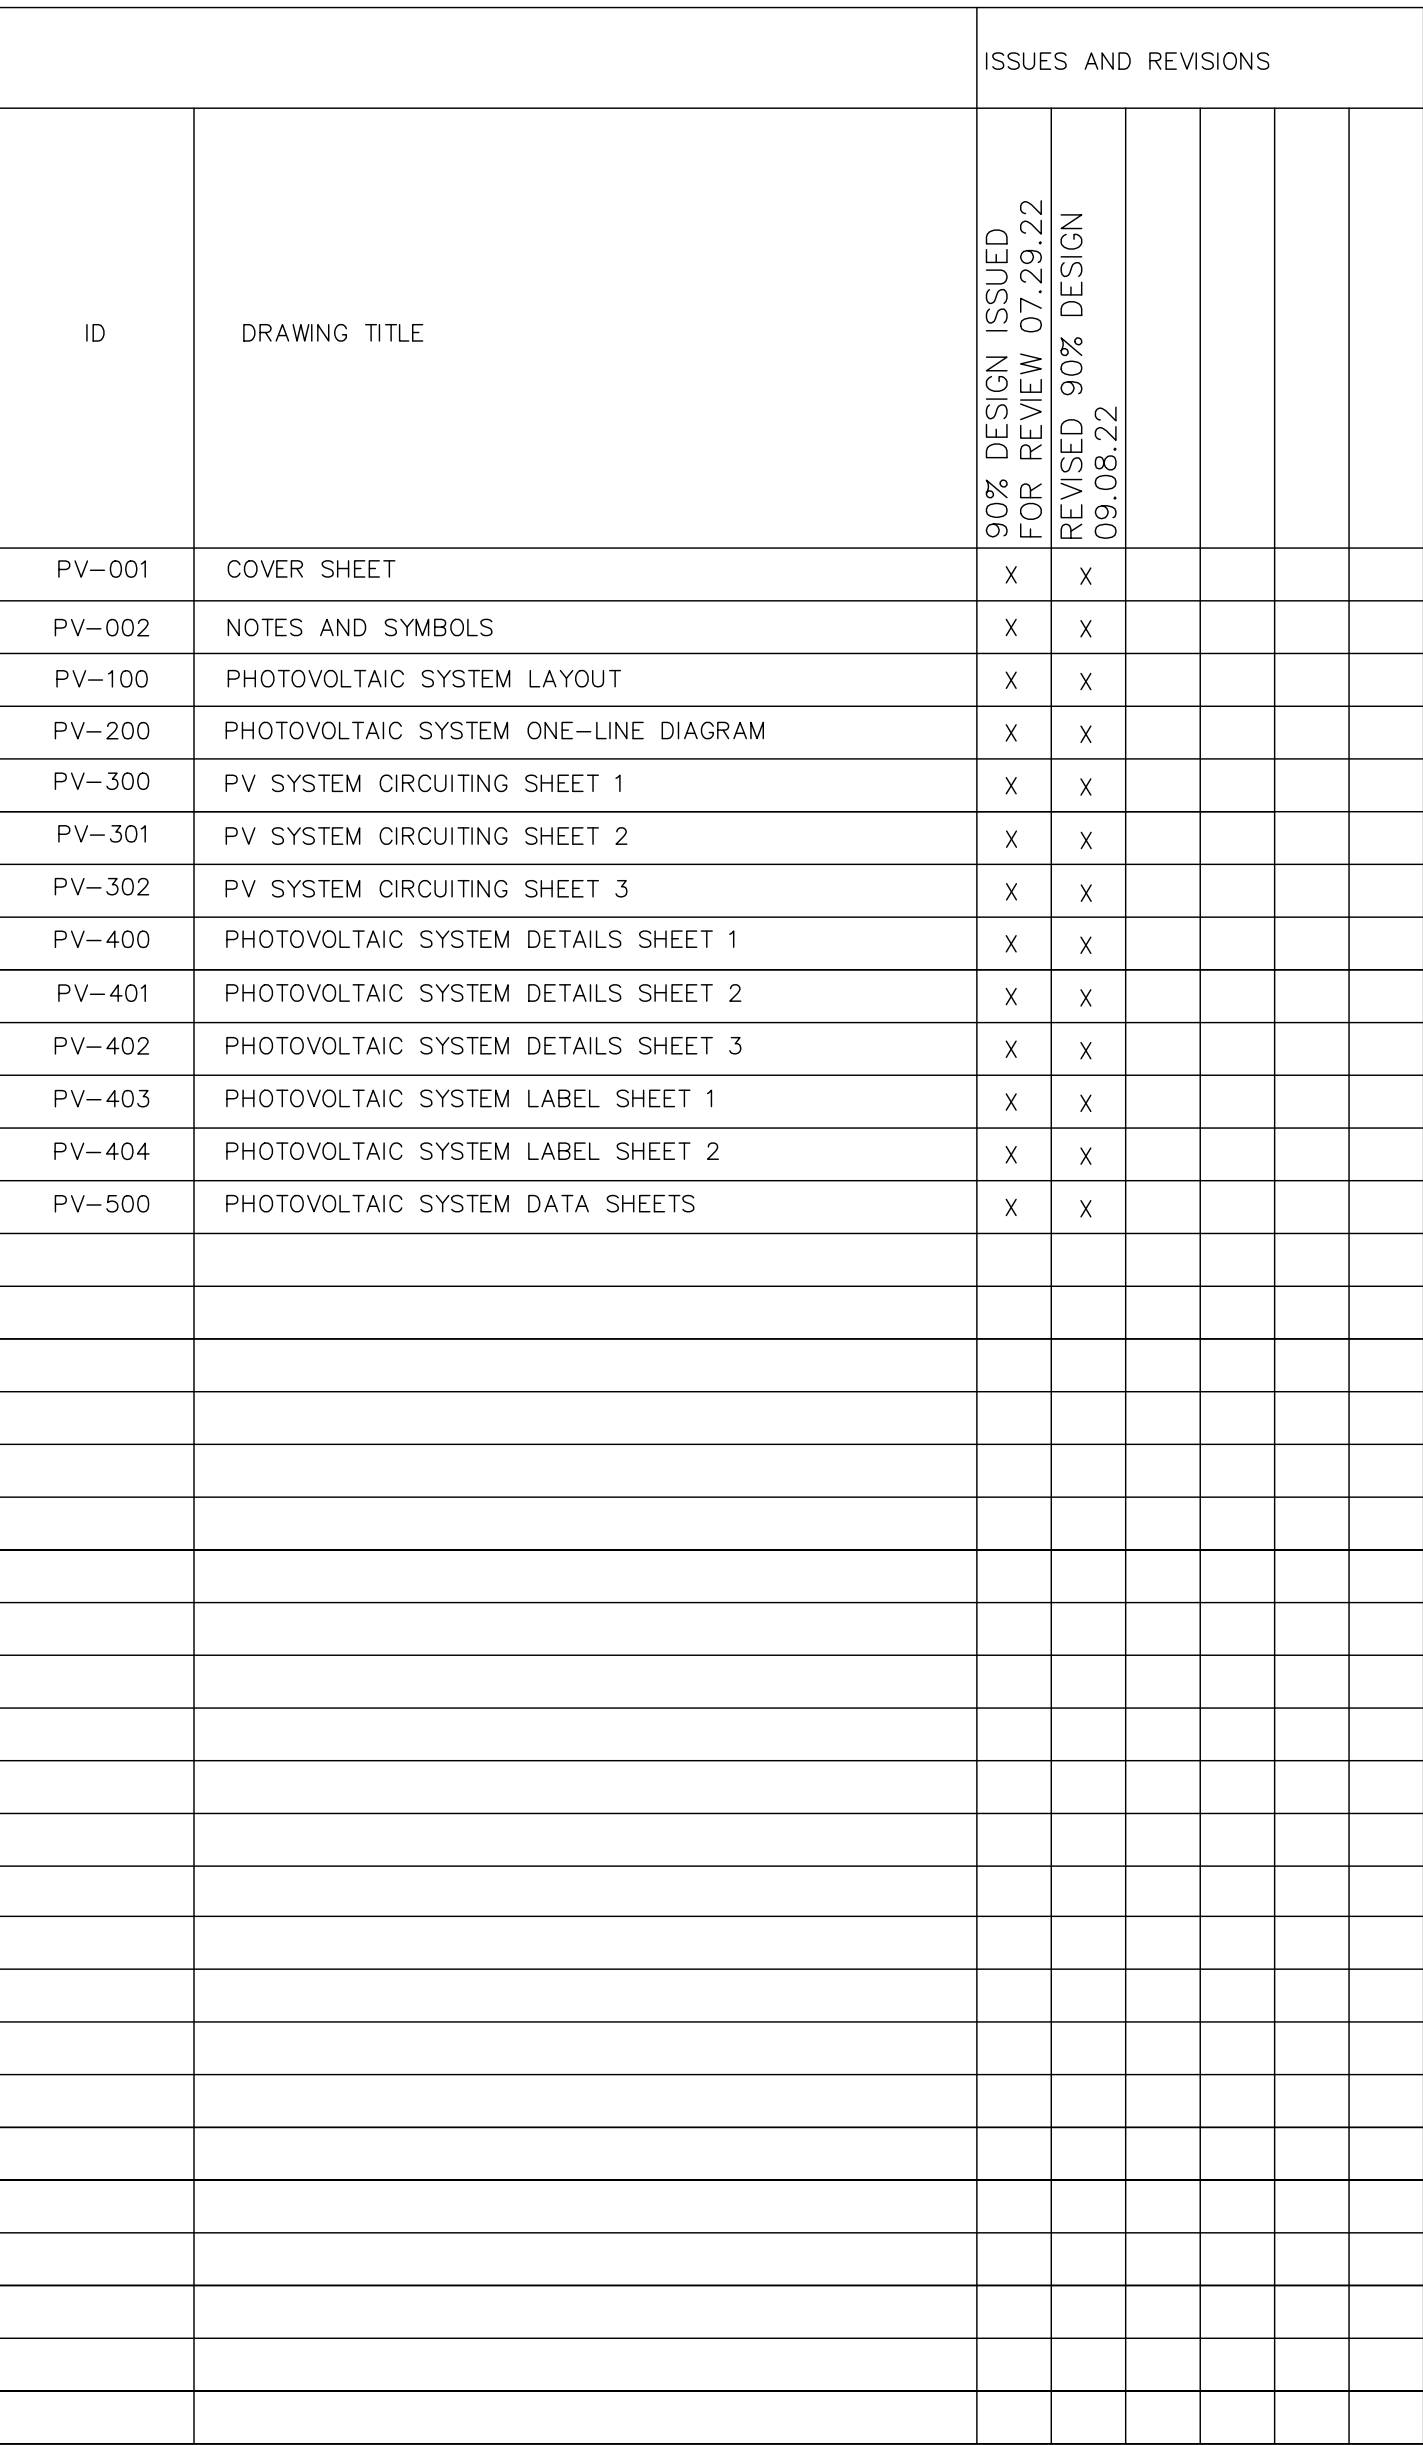 ISSUES AND REVISIONS
ID DRAWING TITLE
90% DESIGN ISSUED
FOR REVIEW 07.29.22
REVISED 90% DESIGN
09.08.22
PV-001 COVER SHEET X X
PV-002 NOTES AND SYMBOLS X X
PV-100 PHOTOVOLTAIC SYSTEM LAYOUT X X
PV-200 PHOTOVOLTAIC SYSTEM ONE-LINE DIAGRAM X X
PV-300 PV SYSTEM CIRCUITING SHEET 1 X X
PV-301 PV SYSTEM CIRCUITING SHEET 2 X X
PV-302 PV SYSTEM CIRCUITING SHEET 3 X X
PV-400 PHOTOVOLTAIC SYSTEM DETAILS SHEET 1 X X
PV-401 PHOTOVOLTAIC SYSTEM DETAILS SHEET 2 X X
PV-402 PHOTOVOLTAIC SYSTEM DETAILS SHEET 3 X X
PV-403 PHOTOVOLTAIC SYSTEM LABEL SHEET 1 X X
PV-404 PHOTOVOLTAIC SYSTEM LABEL SHEET 2 X X
PV-500 PHOTOVOLTAIC SYSTEM DATA SHEETS X X